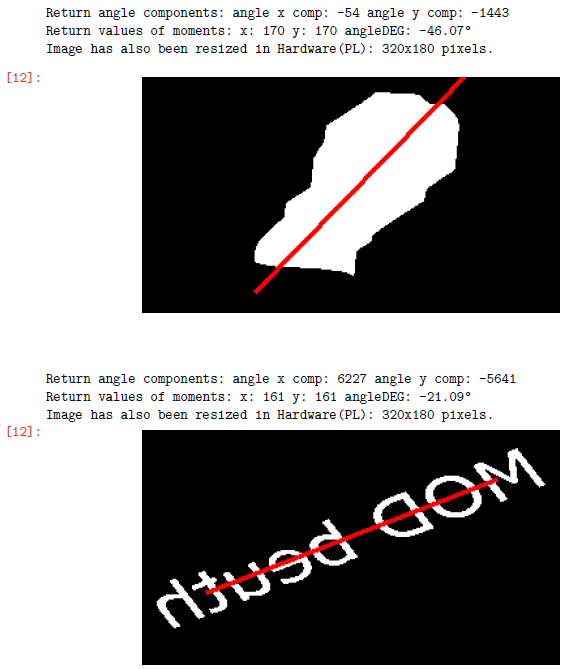 Return angle components: angle x comp: -54 angle y comp: -1443
Return values of moments: x: 170 y: 170 angleDEG: -46.07°
Image has also been resized in Hardware(PL): 320x180 pixels.
[12]:
Return angle components: angle x comp: 6227 angle y comp: -5641
Return values of moments: x: 161 y: 161 angleDEG: -21.09°
Image has also been resized in Hardware(PL): 320x180 pixels.
[12]: